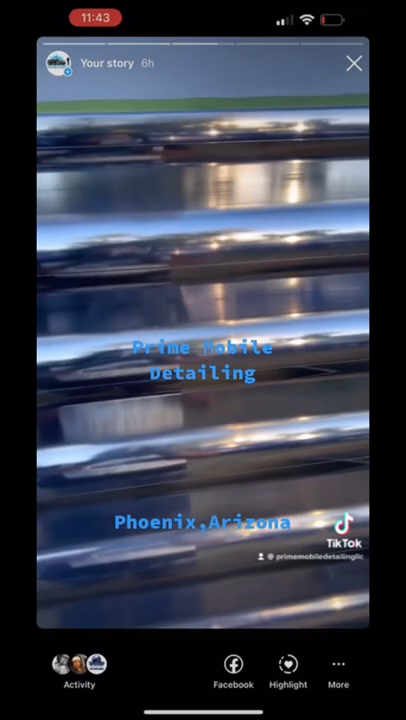 11:43
Your story 6h
Prime Mobile
Detailing
Phoenix,Arizona
TikTok
@ primemobiledetailingllc
Activity
Facebook
Highlight
More